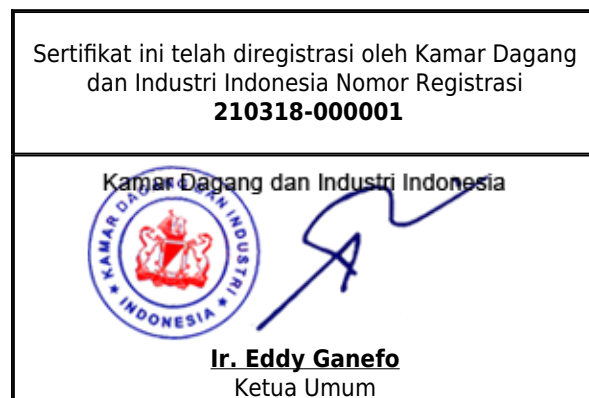 Sertifikat ini telah diregistrasi oleh Kamar Dagang
dan Industri Indonesia Nomor Registrasi
210318-000001
Kamar Dagang dan Industri Indonesia
KAMAR DAGANG DAN INDUSTRI
INDONESIA
Ir. Eddy Ganefo
Ketua Umum